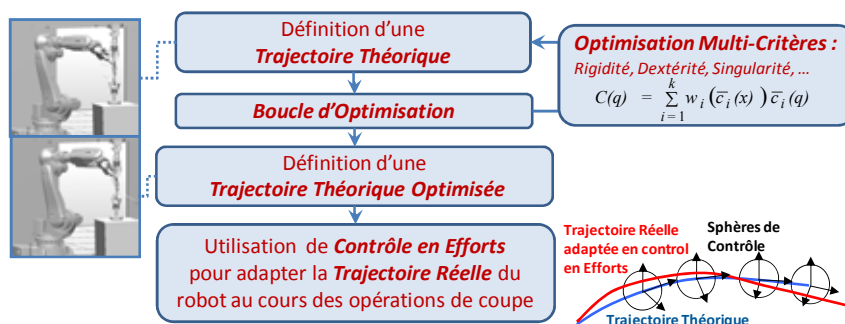 Définition d'une
Trajectoire Théorique
Optimisation Multi-Critères :
Rigidité, Dextérité, Singularité, ...
C(q) = k ∑ i = 1 w_i ( c̅_i (x) ) c̅_i (q)
Boucle d'Optimisation
Définition d'une
Trajectoire Théorique Optimisée
Utilisation de Contrôle en Efforts
pour adapter la Trajectoire Réelle du
robot au cours des opérations de coupe
Trajectoire Réelle
adaptée en control
en Efforts
Sphères de
Contrôle
Trajectoire Théorique